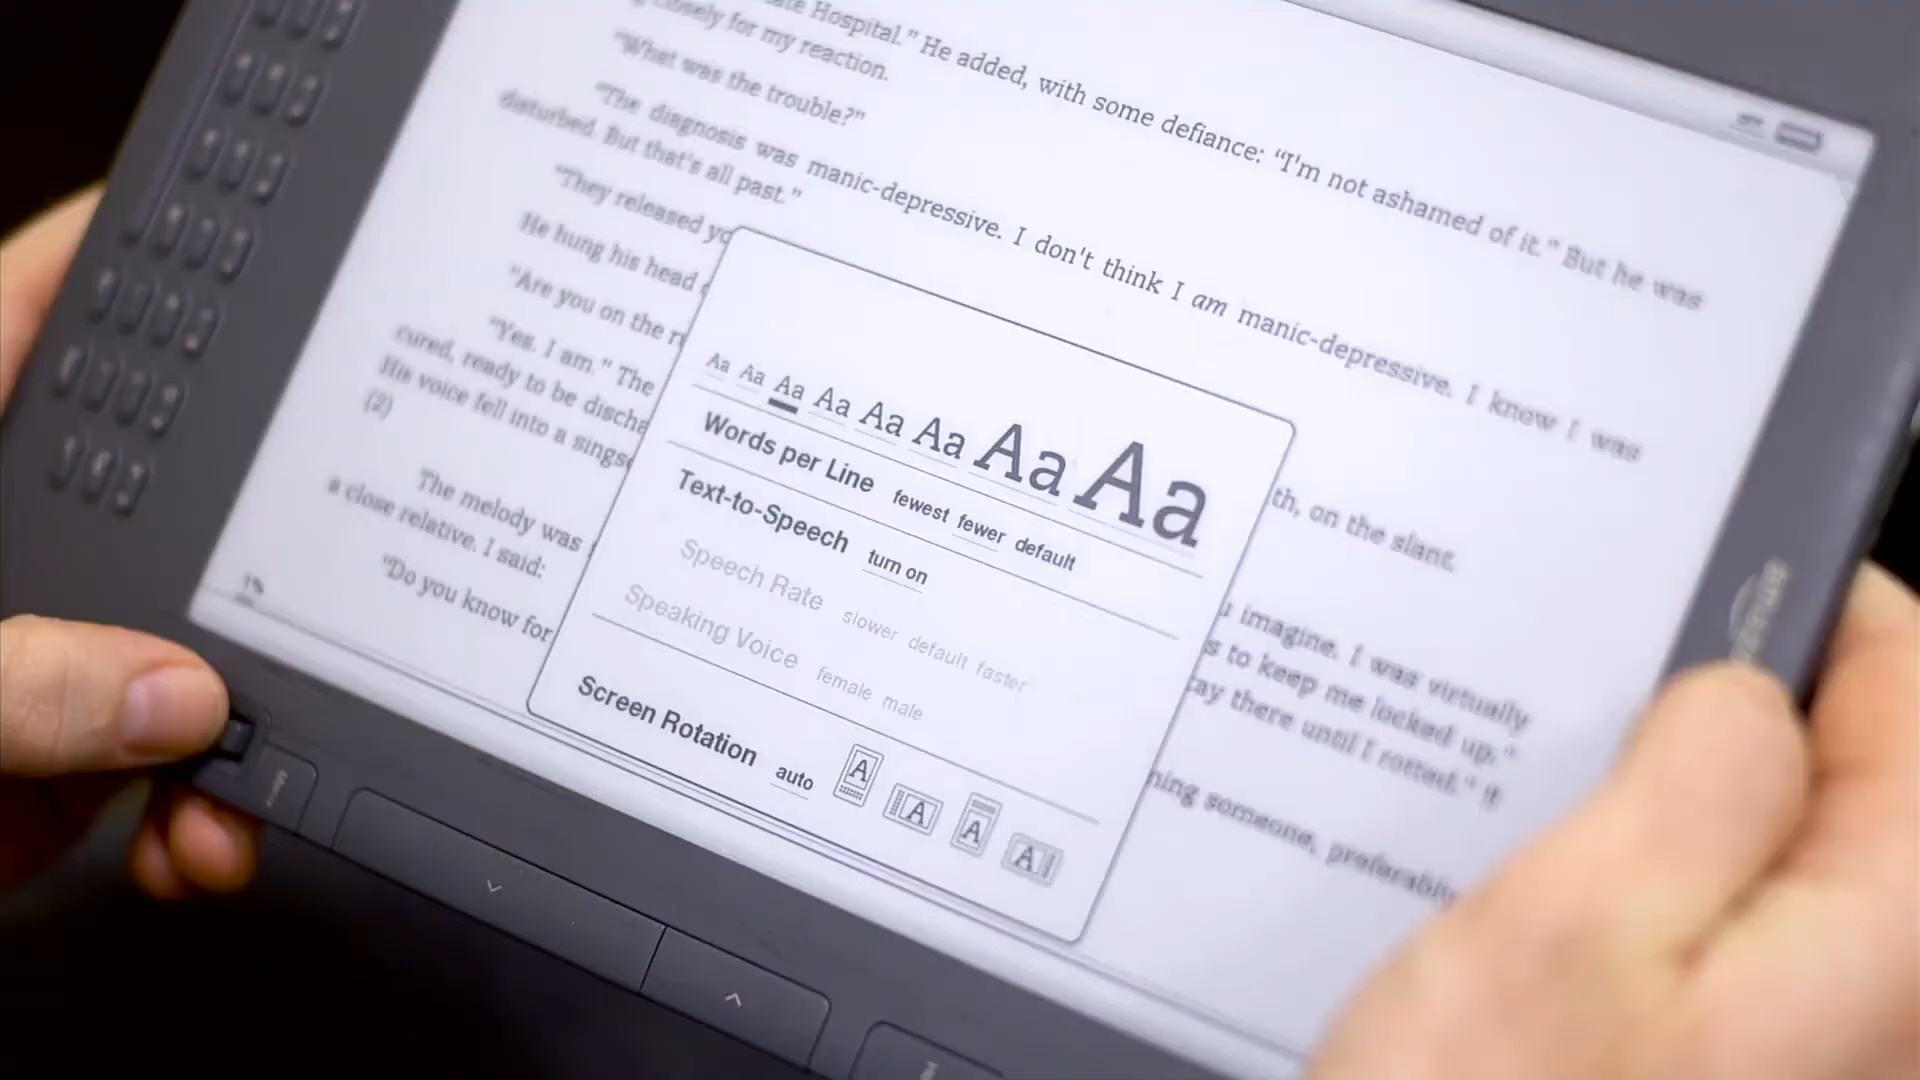 ate Hospital.” He added, with some defiance: “I'm not ashamed of it.” But he was
closely for my reaction.
“What was the trouble?”
“The diagnosis was manic-depressive. I don't think I am manic-depressive. I know I was
disturbed. But that's all past.”
“They released yo
He hung his head
“Are you on the r
“Yes. I am.” The
th, on the slant.
cured, ready to be discha
imagine. I was virtually
His voice fell into a singso
s to keep me locked up.”
(2)
tay there until I rotted.” It
The melody was
ning someone, preferably
a close relative. I said:
“Do you know for
1%
Aa Aa Aa Aa Aa Aa Aa Aa
Words per Line fewest fewer default
Text-to-Speech turn on
Speech Rate slower default faster
Speaking Voice female male
Screen Rotation auto A A A A
amazon